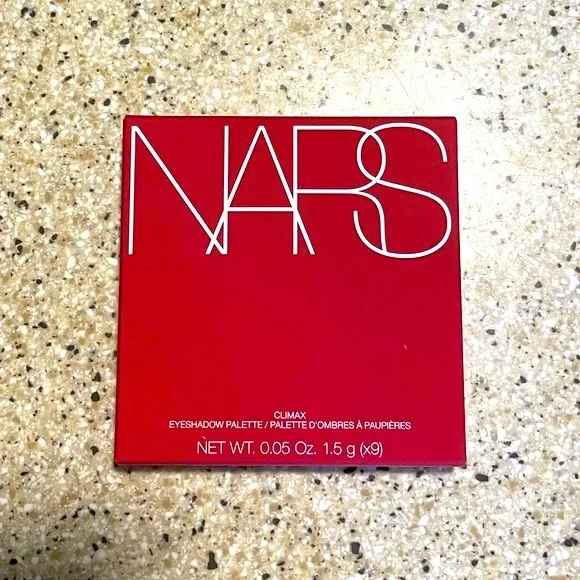 NARS
CLIMAX
EYESHADOW PALETTE / PALETTE D'OMBRES À PAUPIÈRES
NET WT. 0.05 Oz. 1.5 g (x9)